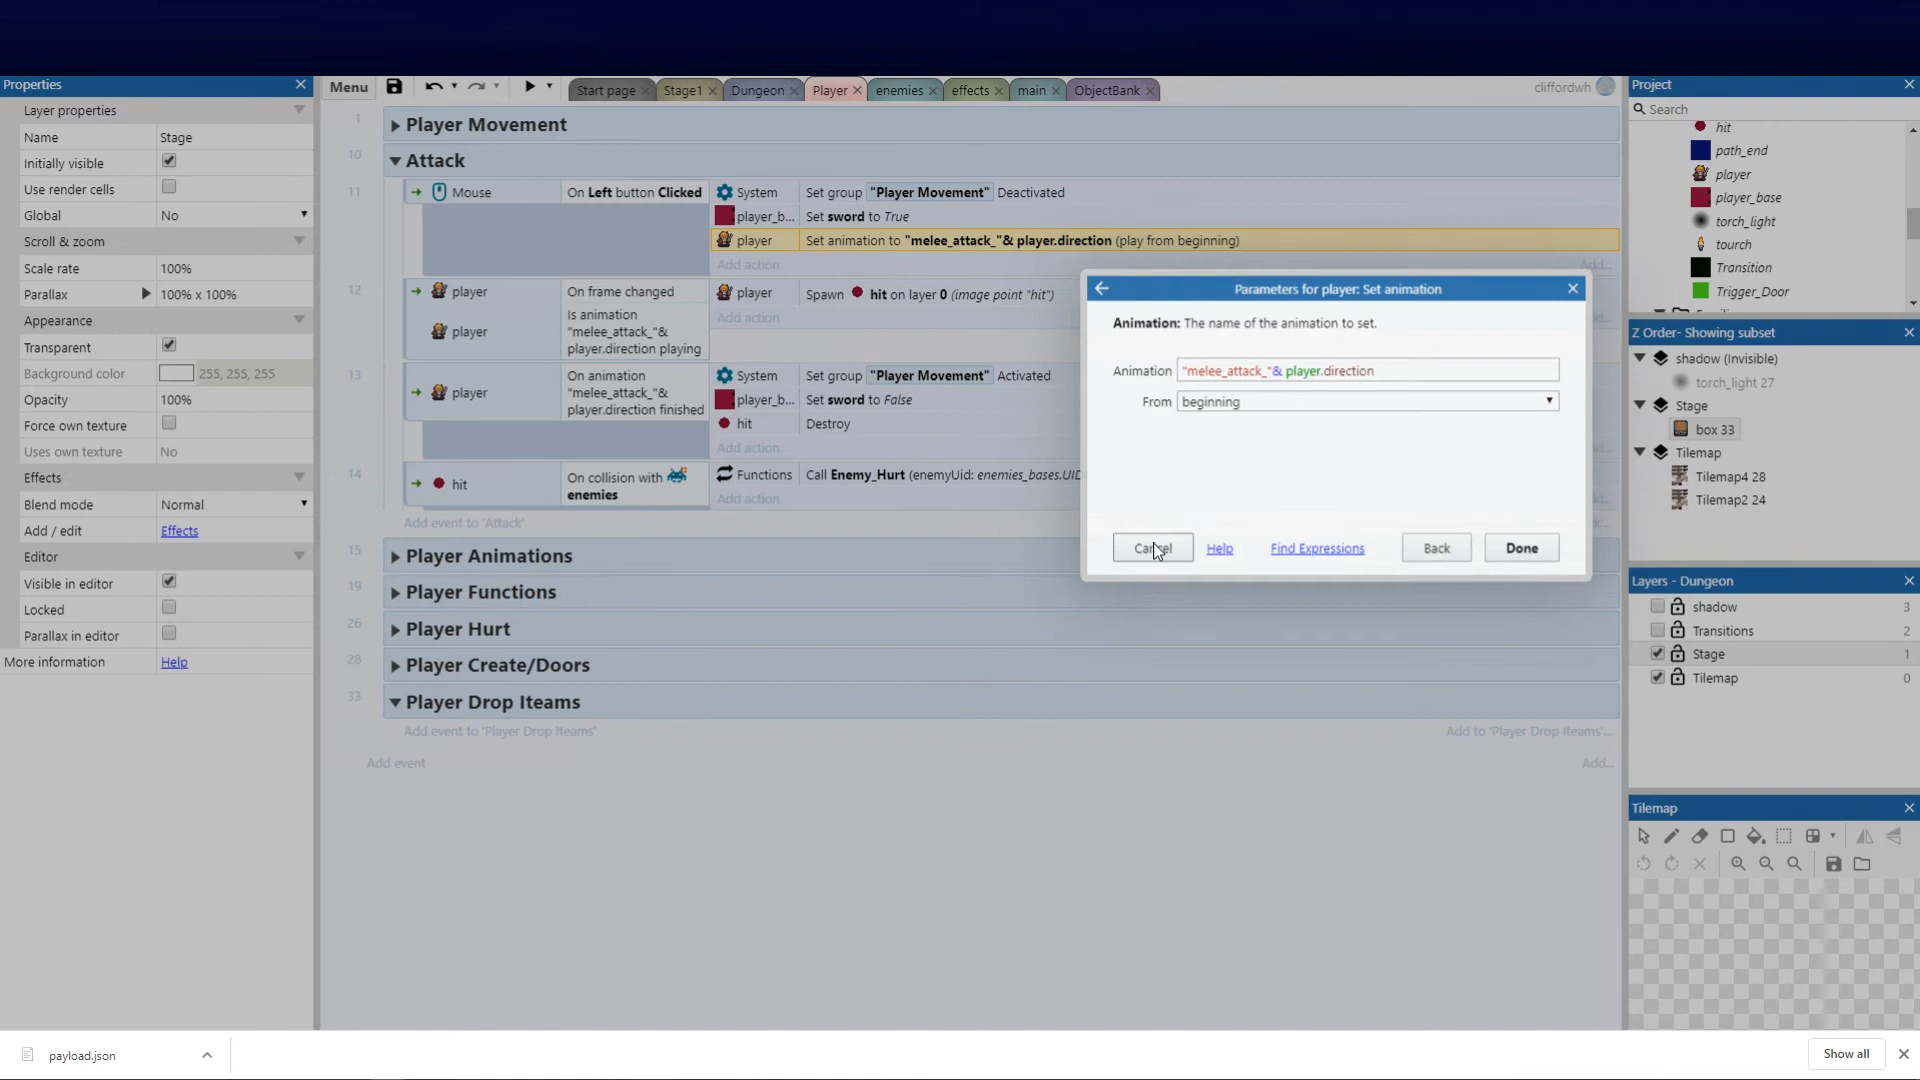 Properties
Layer properties
Name Stage
Initially visible
Use render cells
Global No
Scroll & zoom
Scale rate 100%
Parallax 100% x 100%
Appearance
Transparent
Background color 255, 255, 255
Opacity 100%
Force own texture
Uses own texture No
Effects
Blend mode Normal
Add / edit Effects
Editor
Visible in editor
Locked
Parallax in editor
More information Help
Menu
Start page
Stage1
Dungeon
Player
enemies
effects
main
ObjectBank
cliffordwh
1 Player Movement
10 Attack
11 Mouse On Left button Clicked
System Set group "Player Movement" Deactivated
player_b... Set sword to True
player Set animation to "melee_attack_"& player.direction (play from beginning)
Add action Add...
12 player On frame changed
player Is animation
"melee_attack_"&
player.direction playing
player Spawn hit on layer 0 (image point "hit")
Add action
13 player On animation
"melee_attack_"&
player.direction finished
System Set group "Player Movement" Activated
player_b... Set sword to False
hit Destroy
Add action
14 hit On collision with
enemies
Functions Call Enemy_Hurt (enemyUid: enemies_bases.UID
Add action
Add event to 'Attack'
15 Player Animations
19 Player Functions
26 Player Hurt
28 Player Create/Doors
33 Player Drop Iteams
Add event to 'Player Drop Iteams' Add to 'Player Drop Iteams'...
Add event Add...
Parameters for player: Set animation
Animation: The name of the animation to set.
Animation "melee_attack_"& player.direction
From beginning
Cancel Help Find Expressions Back Done
Project
Search
hit
path_end
player
player_base
torch_light
tourch
Transition
Trigger_Door
Z Order- Showing subset
shadow (Invisible)
torch_light 27
Stage
box 33
Tilemap
Tilemap4 28
Tilemap2 24
Layers - Dungeon
shadow 3
Transitions 2
Stage 1
Tilemap 0
Tilemap
payload.json
Show all